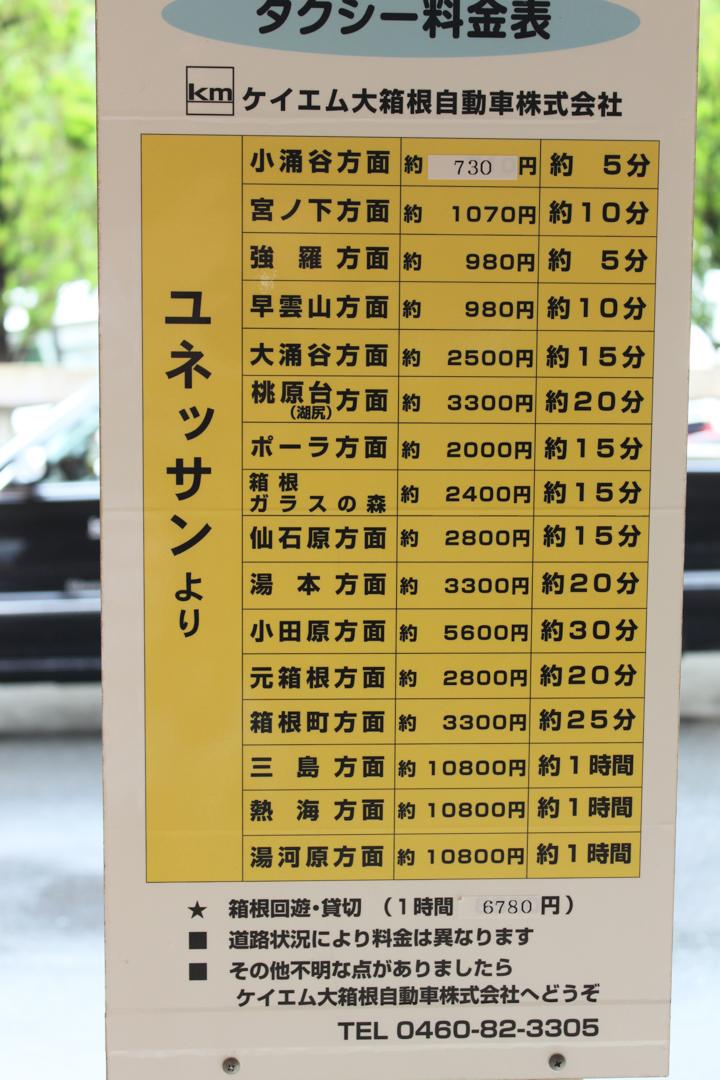 タクシー料金表
km ケイエム大箱根自動車株式会社
ユネッサンより
小涌谷方面 約 730円 約 5分
宮ノ下方面 約 1070円 約10分
強羅方面 約 980円 約 5分
早雲山方面 約 980円 約10分
大涌谷方面 約 2500円 約15分
桃原台(湖尻)方面 約 3300円 約20分
ポーラ方面 約 2000円 約15分
箱根
ガラスの森 約 2400円 約15分
仙石原方面 約 2800円 約15分
湯本方面 約 3300円 約20分
小田原方面 約 5600円 約30分
元箱根方面 約 2800円 約20分
箱根町方面 約 3300円 約25分
三島方面 約 10800円 約1時間
熱海方面 約 10800円 約1時間
湯河原方面 約 10800円 約1時間
★ 箱根回遊・貸切 (1時間 6780円)
■ 道路状況により料金は異なります
■ その他不明な点がありましたら
ケイエム大箱根自動車株式会社へどうぞ
TEL 0460-82-3305